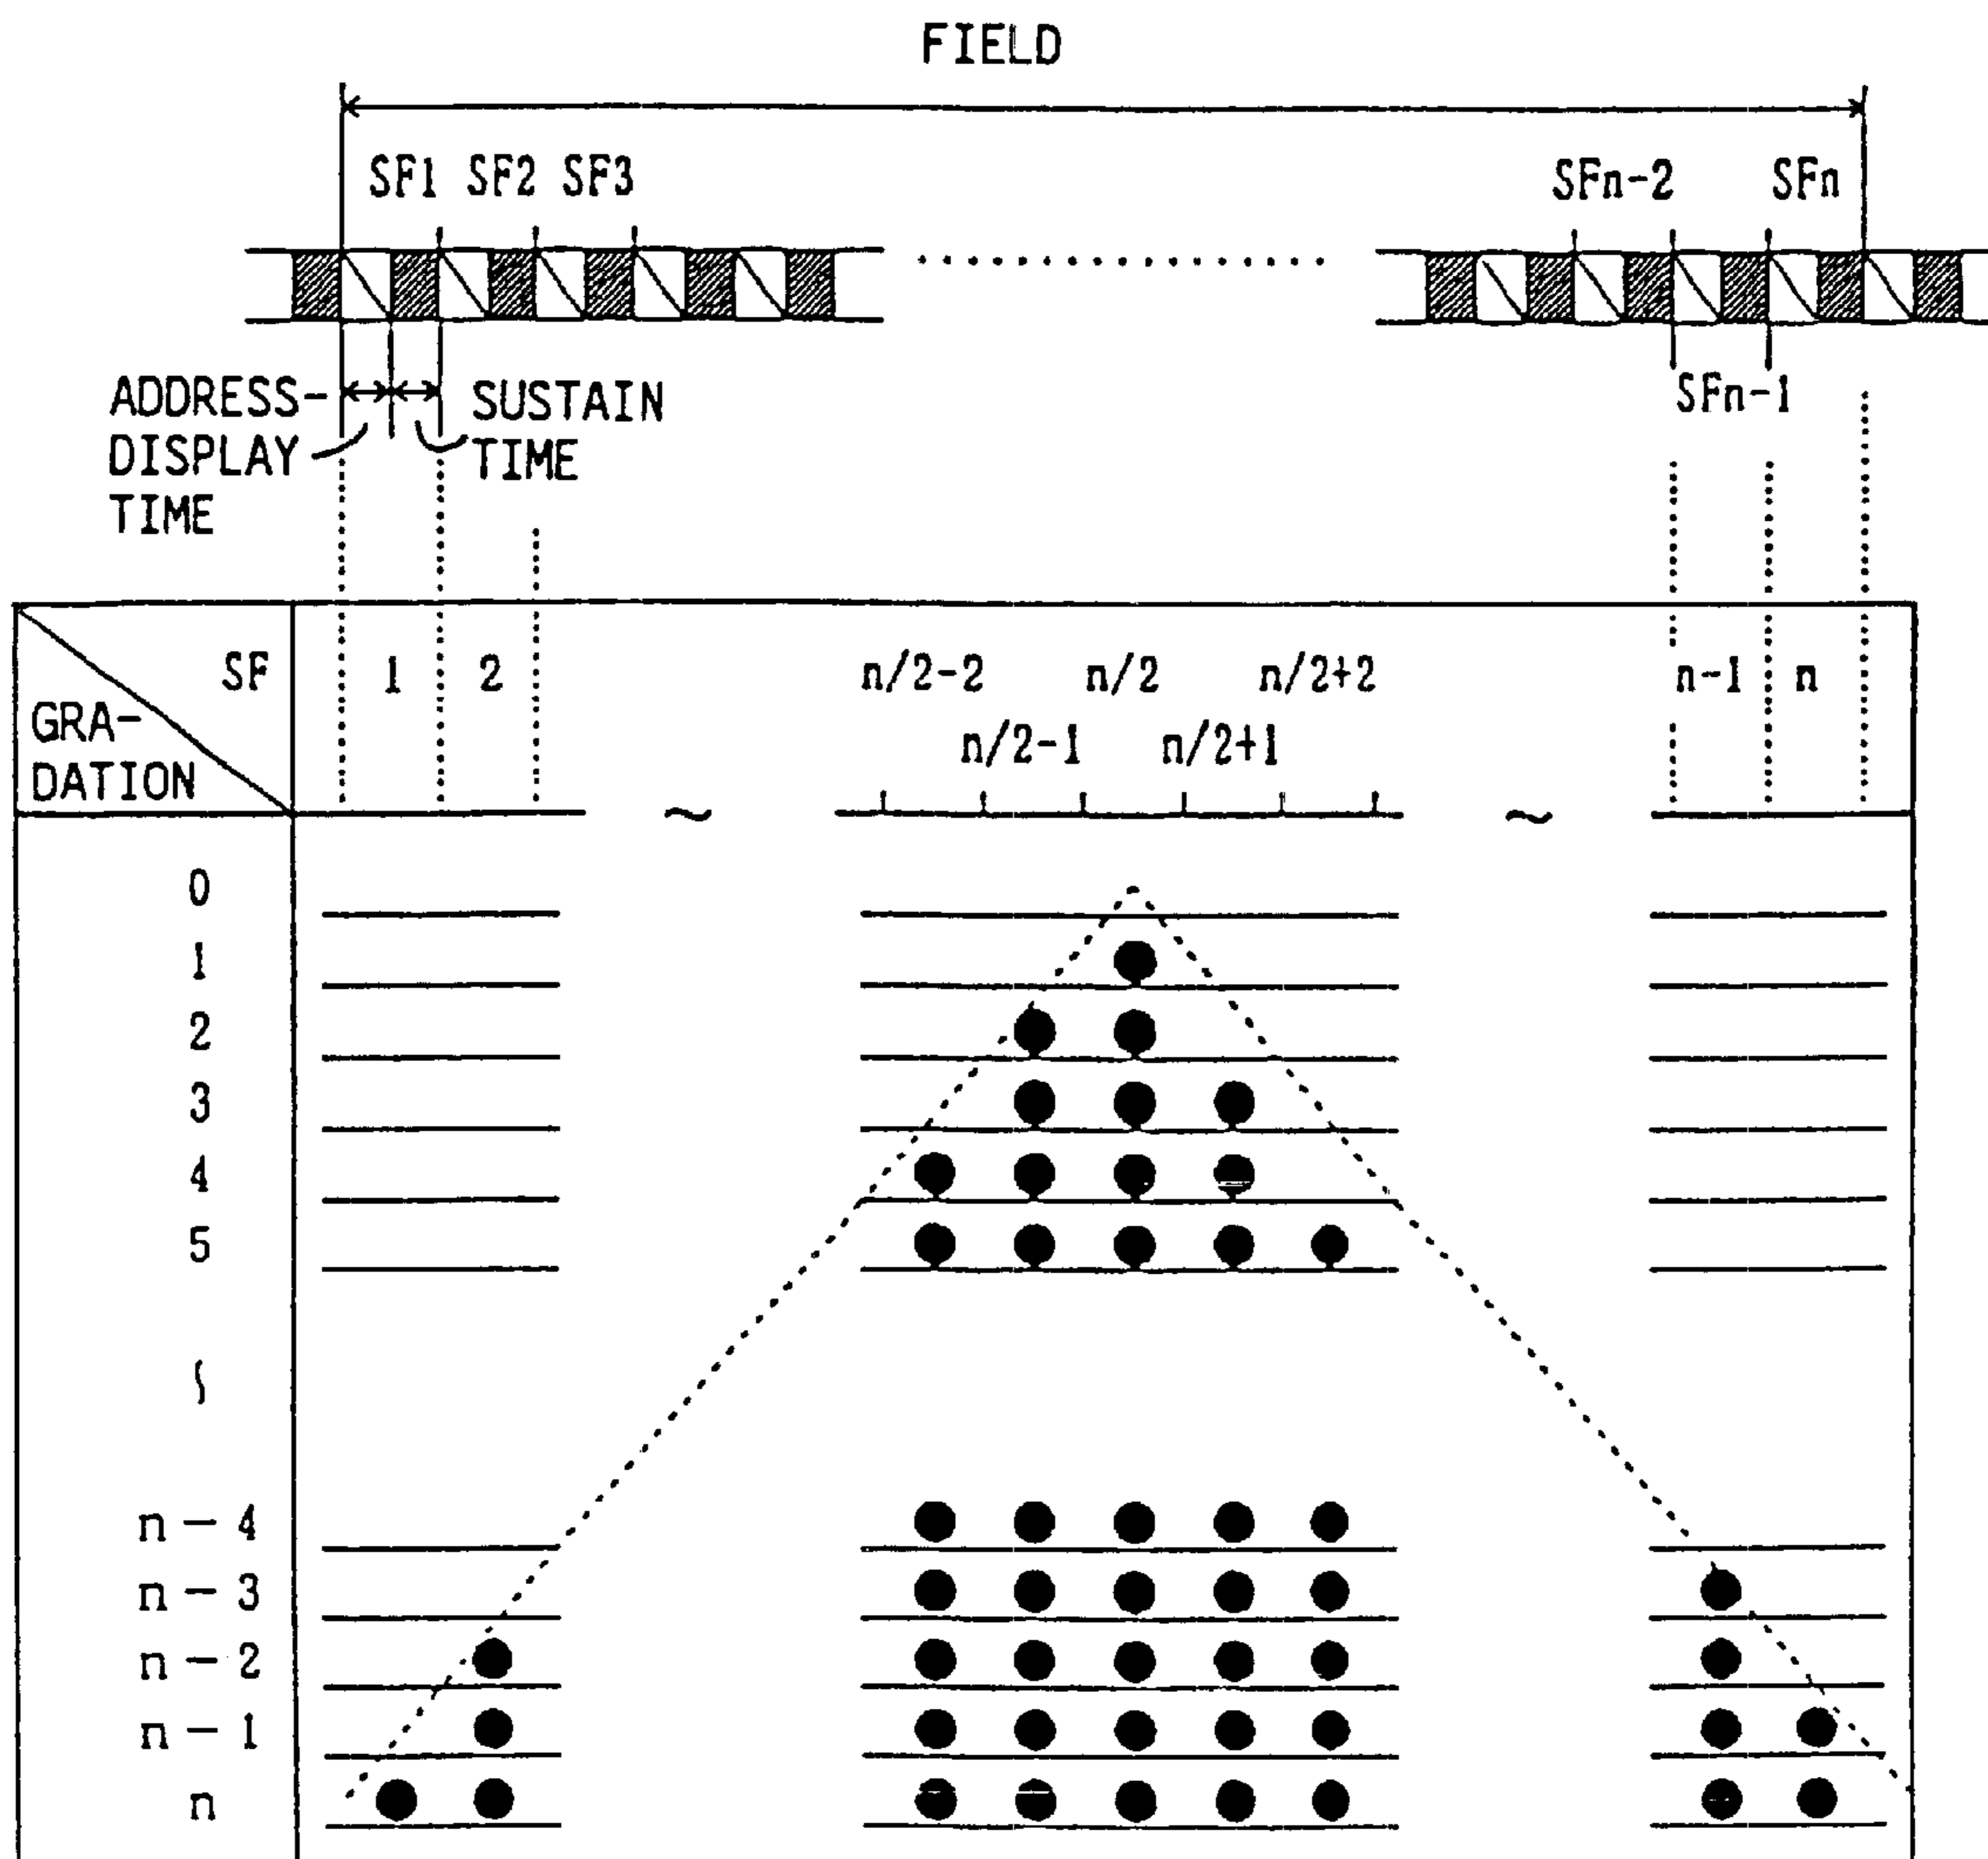 FIELD
SF1 SF2 SF3
SFn-2 SFn
SFn-1
ADDRESS-
DISPLAY
TIME
SUSTAIN
TIME
SF
GRA-
DATION
1 2 n/2-2 n/2 n/2+2 n-1 n
n/2-1 n/2+1
~ ~
0
1
2
3
4
5
n-4
n-3
n-2
n-1
n